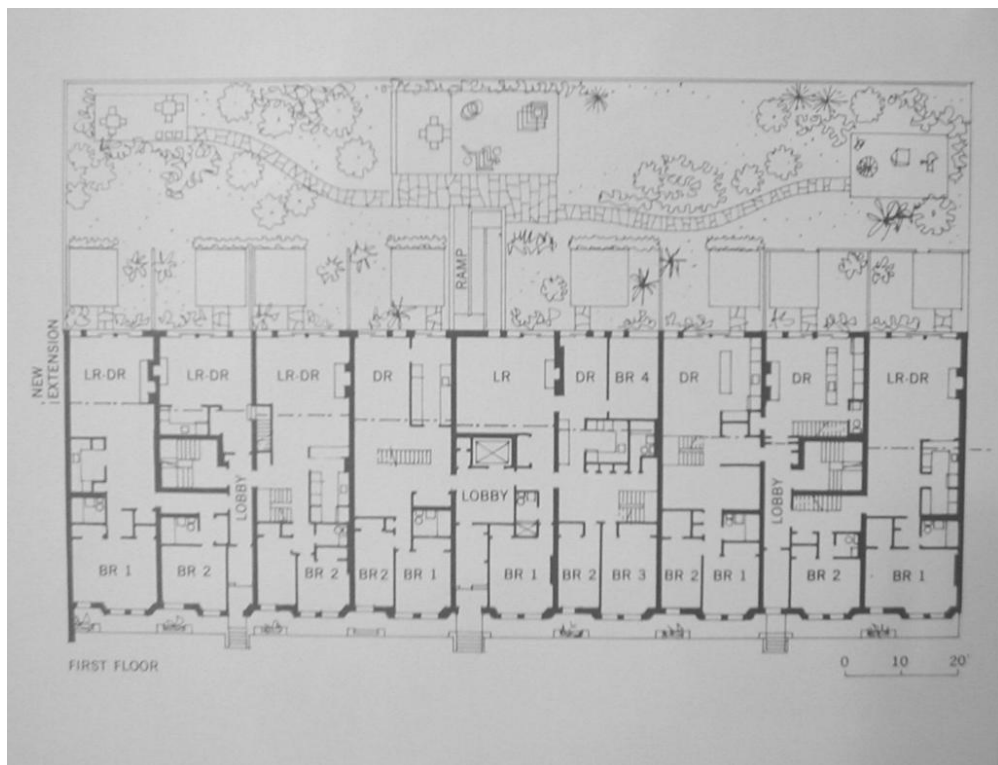 RAMP
NEW
EXTENSION
LR-DR
LR-DR
LR-DR
DR
LR
DR
BR 4
DR
DR
LR-DR
LOBBY
LOBBY
LOBBY
BR 1
BR 2
BR 2
BR2
BR 1
BR 1
BR 2
BR 3
BR 2
BR 1
BR 2
BR 1
FIRST FLOOR
0 10 20'